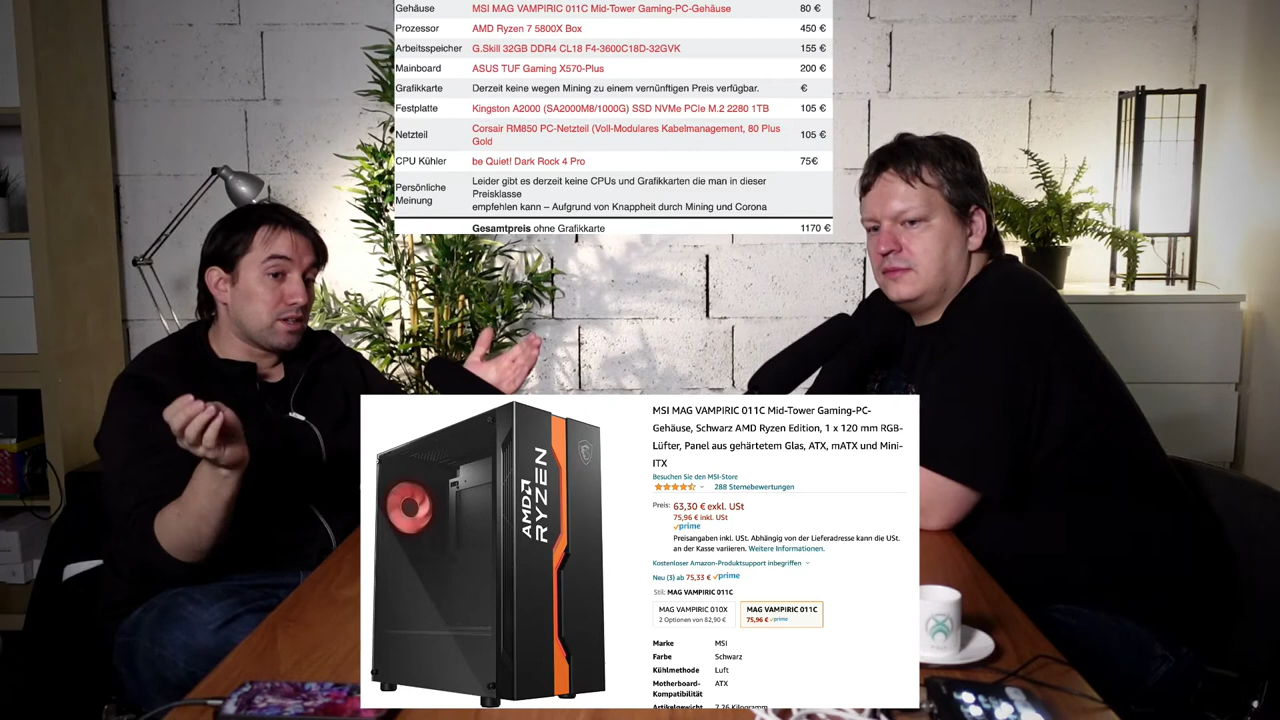 Gehäuse MSI MAG VAMPIRIC 011C Mid-Tower Gaming-PC-Gehäuse 80 €
Prozessor AMD Ryzen 7 5800X Box 450 €
Arbeitsspeicher G.Skill 32GB DDR4 CL18 F4-3600C18D-32GVK 155 €
Mainboard ASUS TUF Gaming X570-Plus 200 €
Grafikkarte Derzeit keine wegen Mining zu einem vernünftigen Preis verfügbar. €
Festplatte Kingston A2000 (SA2000M8/1000G) SSD NVMe PCIe M.2 2280 1TB 105 €
Netzteil Corsair RM850 PC-Netzteil (Voll-Modulares Kabelmanagement, 80 Plus
Gold 105 €
CPU Kühler be Quiet! Dark Rock 4 Pro 75€
Persönliche
Meinung
Leider gibt es derzeit keine CPUs und Grafikkarten die man in dieser
Preisklasse
empfehlen kann – Aufgrund von Knappheit durch Mining und Corona
Gesamtpreis ohne Grafikkarte 1170 €
AMD
RYZEN
MSI MAG VAMPIRIC 011C Mid-Tower Gaming-PC-
Gehäuse, Schwarz AMD Ryzen Edition, 1 x 120 mm RGB-
Lüfter, Panel aus gehärtetem Glas, ATX, mATX und Mini-
ITX
Besuchen Sie den MSI-Store
288 Sternebewertungen
Preis: 63,30 € exkl. USt
75,96 € inkl. USt
prime
Preisangaben inkl. USt. Abhängig von der Lieferadresse kann die USt.
an der Kasse variieren. Weitere Informationen.
Kostenloser Amazon-Produktsupport inbegriffen
Neu (3) ab 75,33 € prime
Stil: MAG VAMPIRIC 011C
MAG VAMPIRIC 010X
2 Optionen von 82,90 €
MAG VAMPIRIC 011C
75,96 € prime
Marke MSI
Farbe Schwarz
Kühlmethode Luft
Motherboard-
Kompatibilität ATX
Artikelgewicht 7.26 Kilogramm